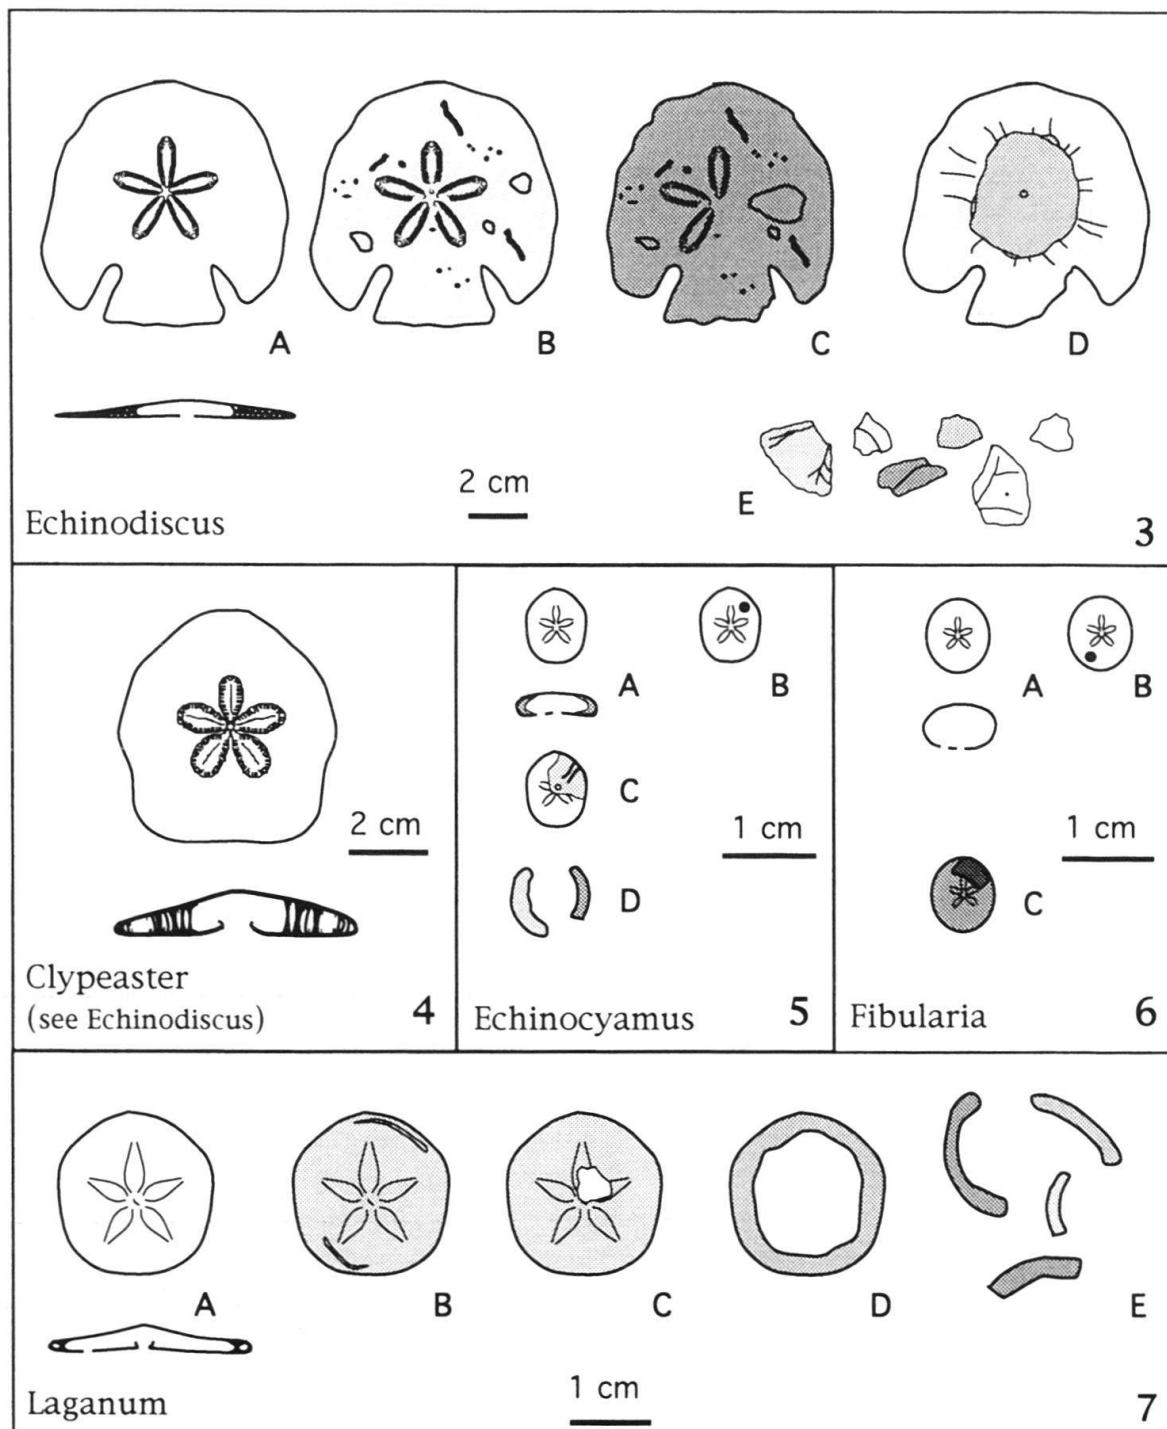 A
B
C
D
2 cm
E
Echinodiscus
3
2 cm
Clypeaster
(see Echinodiscus)
4
A
B
C
1 cm
D
Echinocyamus
5
A
B
1 cm
C
Fibularia
6
A
B
C
D
E
1 cm
Laganum
7